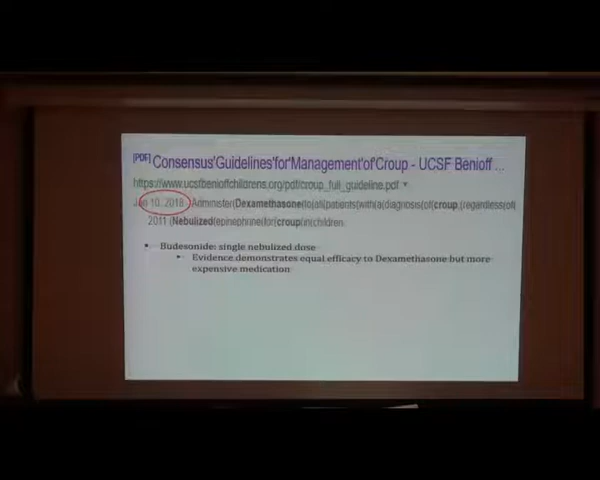 [PDF] Consensus Guidelines for Management of Croup - UCSF Benioff ...
https://www.ucsfbenioffchildrens.org/pdf/croup_full_guideline.pdf ▾
Jan 10, 2018 Administer(Dexamethasone(to(all(patients(with(a(diagnosis(of(croup,(regardless(of(
2011 (Nebulized(epinephrine(for(croup(in(children.
• Budesonide: single nebulized dose
• Evidence demonstrates equal efficacy to Dexamethasone but more
expensive medication